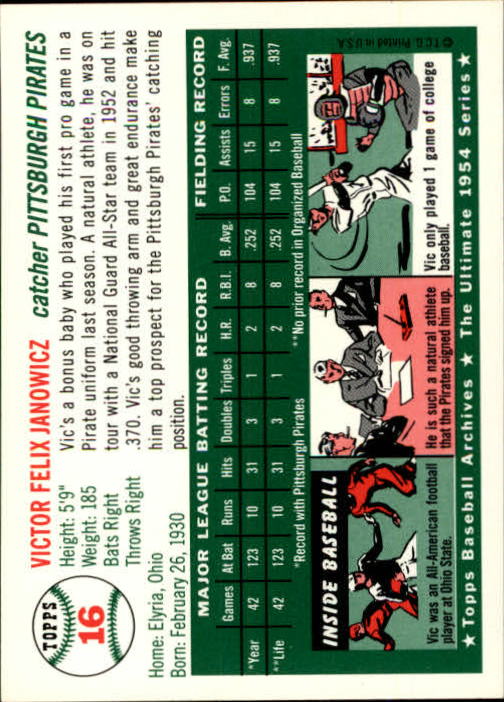 TOPPS
16
VICTOR FELIX JANOWICZ catcher PITTSBURGH PIRATES
Height: 5'9"
Weight: 185
Bats Right
Throws Right
Home: Elyria, Ohio
Born: February 26, 1930
Vic's a bonus baby who played his first pro game in a
Pirate uniform last season. A natural athlete, he was on
tour with a National Guard All-Star team in 1952 and hit
.370. Vic's good throwing arm and great endurance make
him a top prospect for the Pittsburgh Pirates' catching
position.
MAJOR LEAGUE BATTING RECORD FIELDING RECORD
Games At Bat Runs Hits Doubles Triples H.R. R.B.I. B. Avg. P.O. Assists Errors F. Avg.
*Year 42 123 10 31 3 1 2 8 .252 104 15 8 .937
**Life 42 123 10 31 3 1 2 8 .252 104 15 8 .937
*Record with Pittsburgh Pirates **No prior record in Organized Baseball
INSIDE BASEBALL
Vic was an All-American football
player at Ohio State.
He is such a natural athlete
that the Pirates signed him up.
Vic only played 1 game of college
baseball.
© T.C.G. Printed in U.S.A.
★ Topps Baseball Archives ★ The Ultimate 1954 Series ★